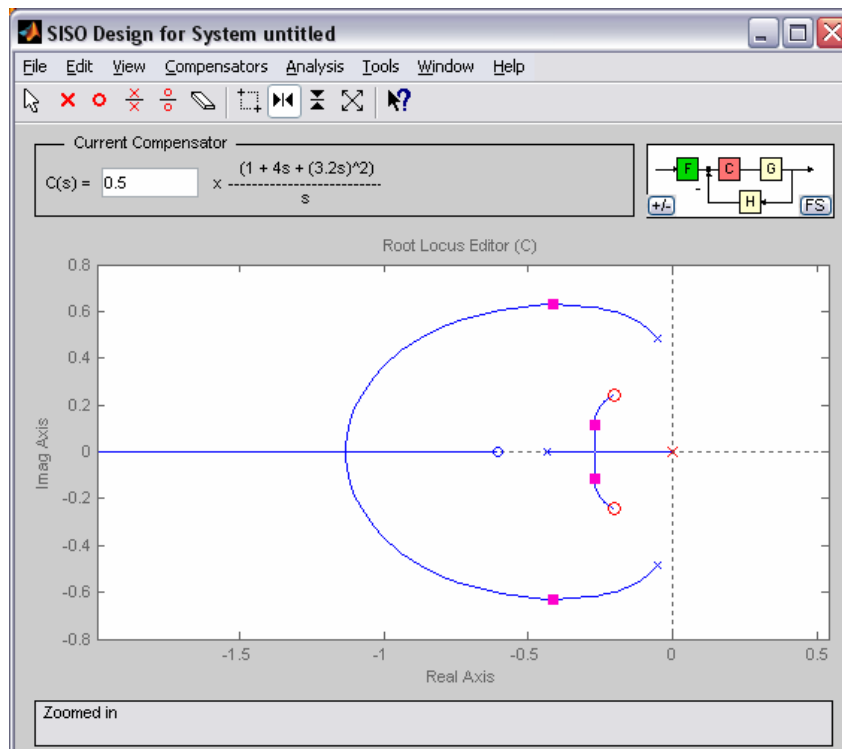 SISO Design for System untitled
File Edit View Compensators Analysis Tools Window Help
Current Compensator
C(s) = 0.5 x (1 + 4s + (3.2s)^2)
s
F C G
-
H
+/- FS
Root Locus Editor (C)
0.8
0.6
0.4
0.2
0
-0.2
-0.4
-0.6
-0.8
Imag Axis
-1.5 -1 -0.5 0 0.5
Real Axis
Zoomed in